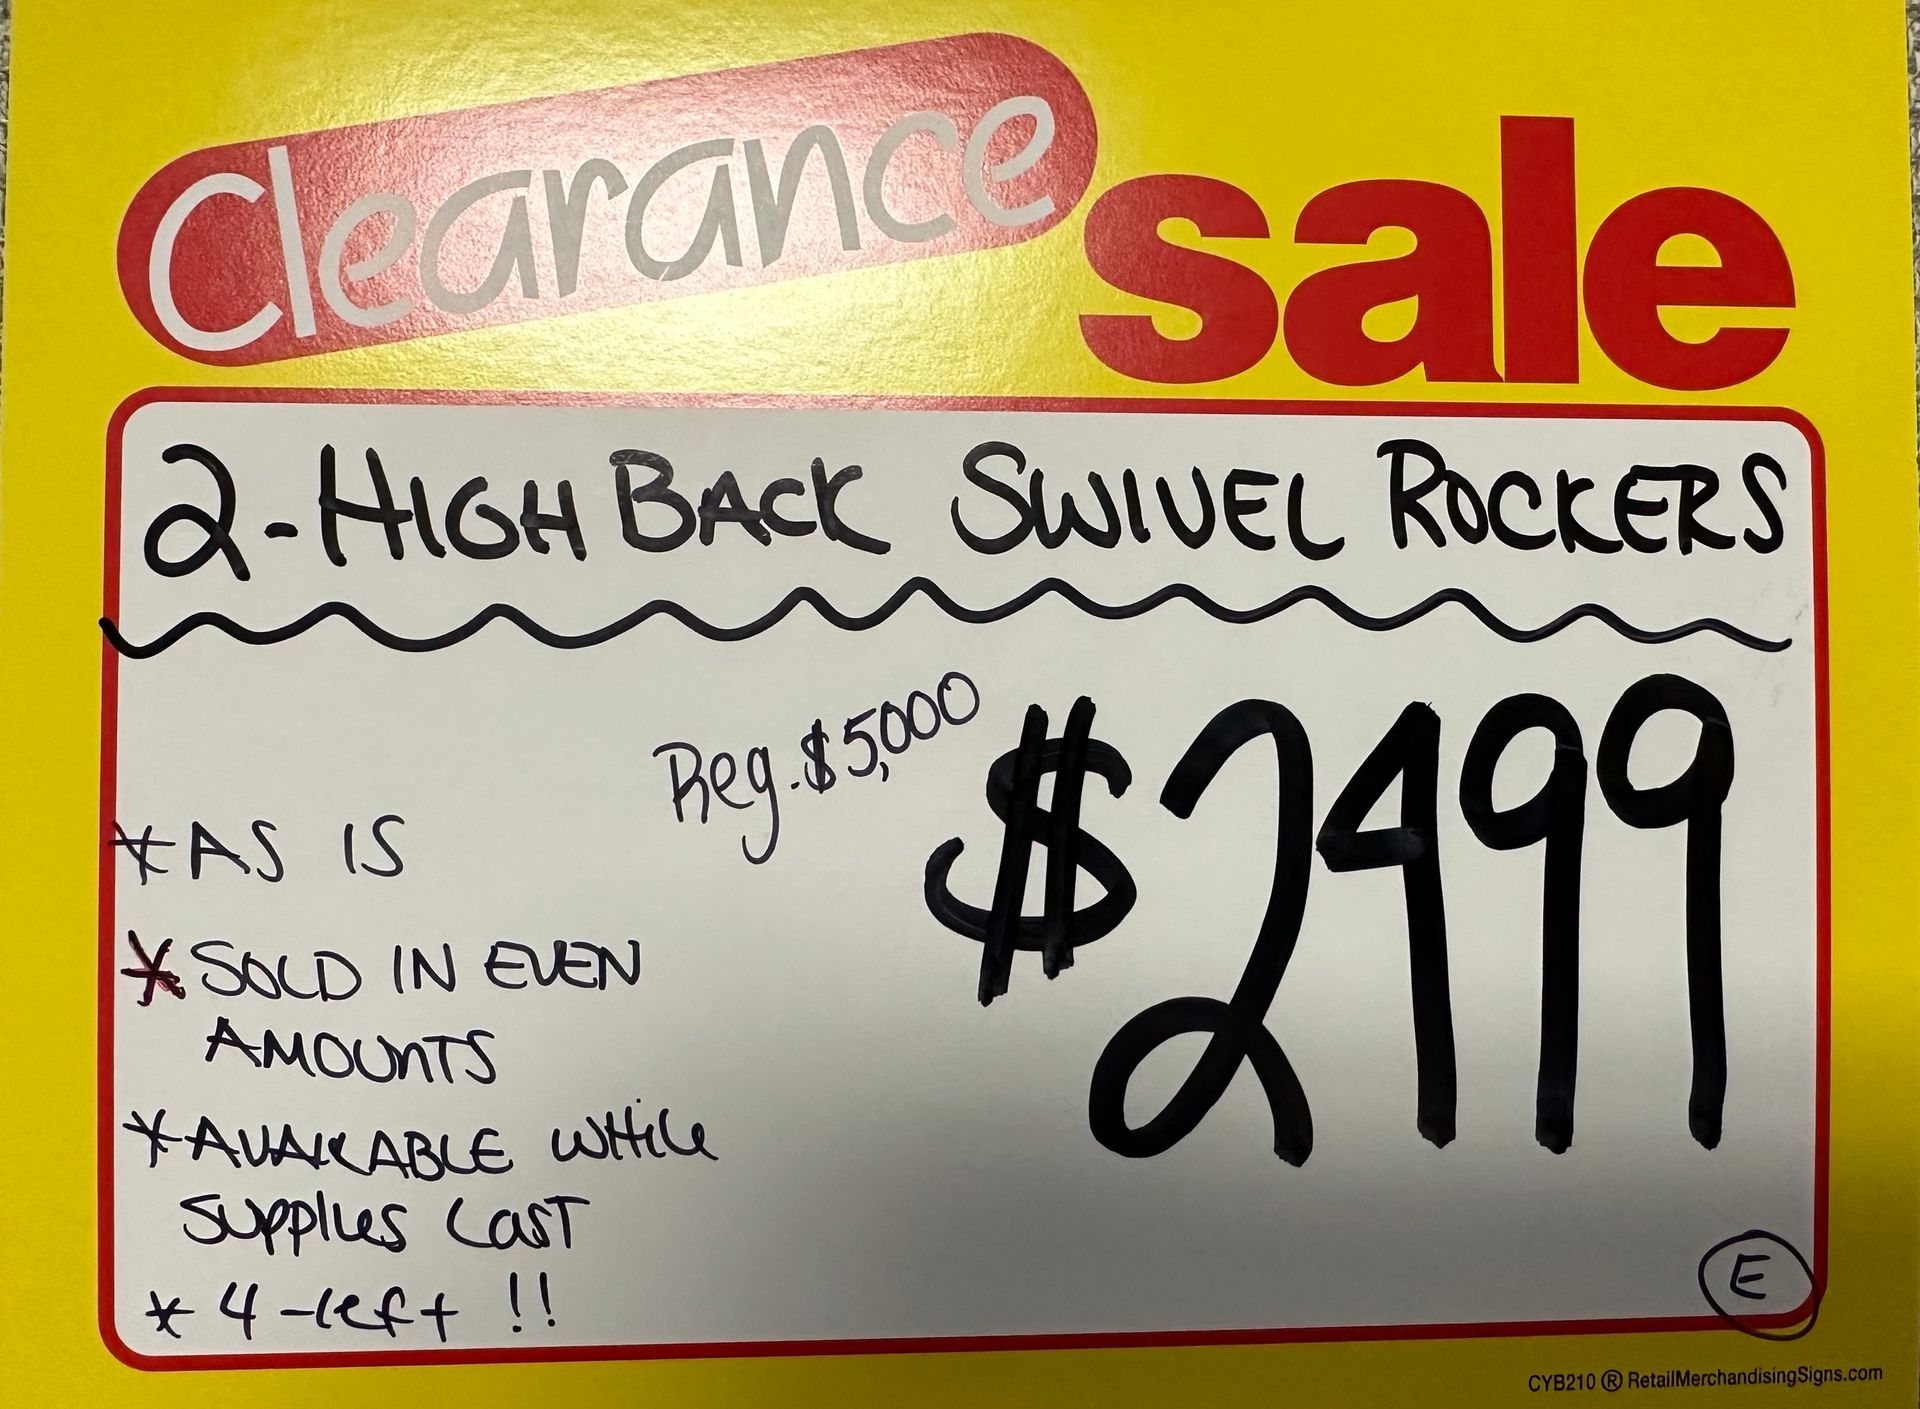 Clearance sale
2-HIGH BACK SWIVEL ROCKERS
Reg. $5,000
$2499
* AS IS
* SOLD IN EVEN
AMOUNTS
* AVAILABLE WHILE
SUPPLIES LAST
* 4-left !!
E
CYB210 ® RetailMerchandisingSigns.com